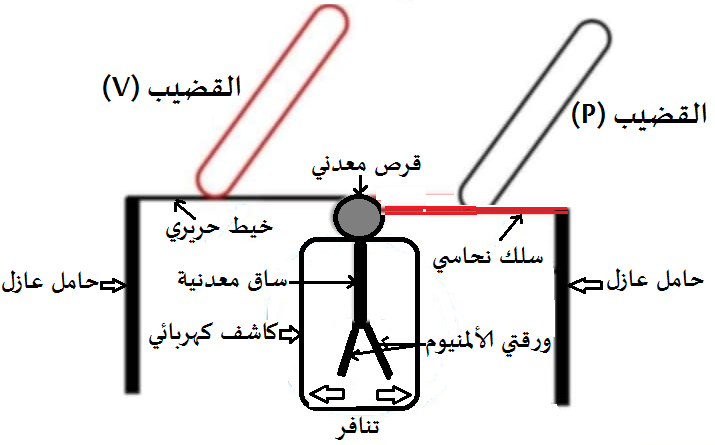 القضيب (V)
القضيب (P)
قرص معدني
خيط حريري
سلك نحاسي
حامل عازل
ساق معدنية
حامل عازل
كاشف كهربائي
ورقتي الألمنيوم
تنافر